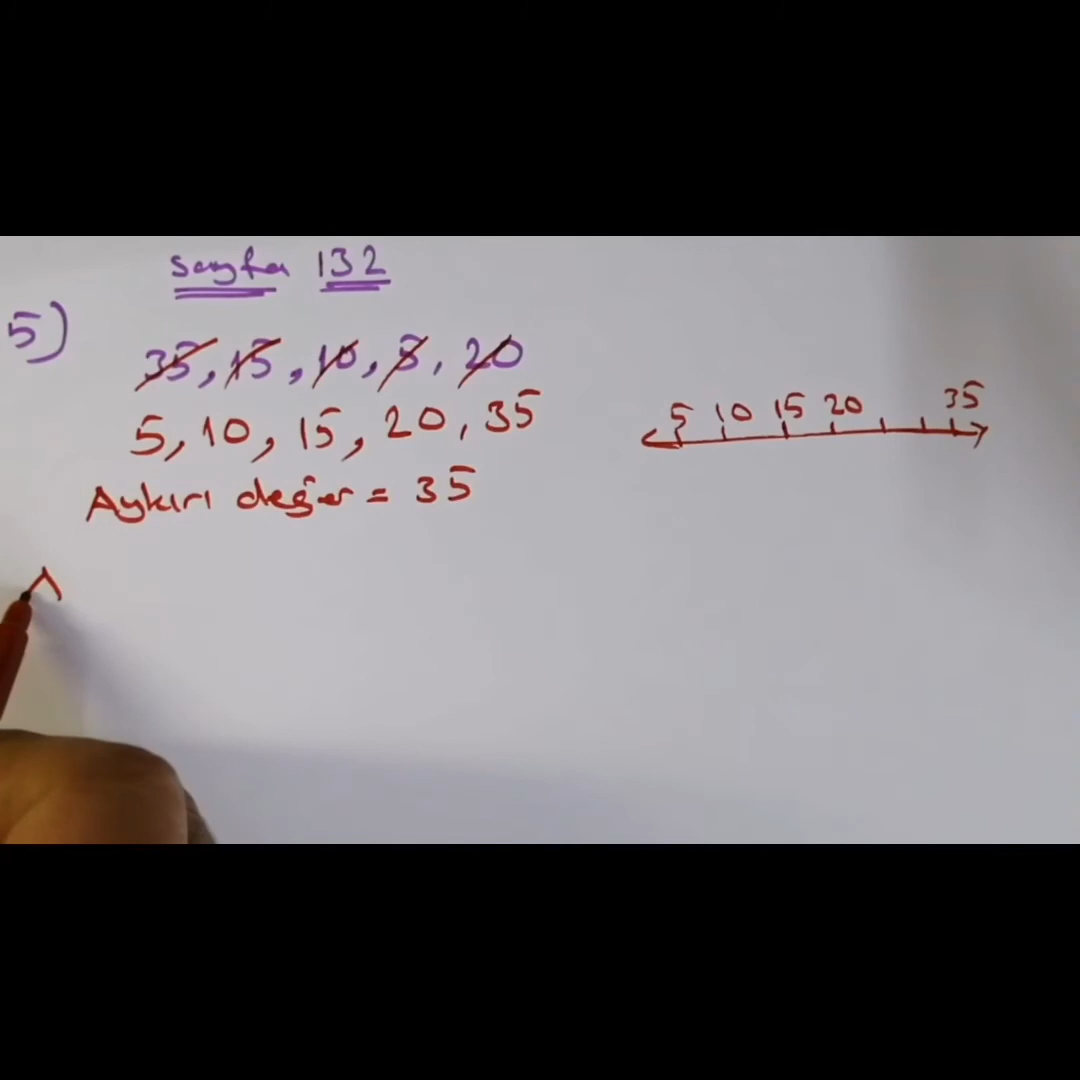 Sayfa 132
5)
35, 15, 10, 5, 20
5, 10, 15, 20, 35
Aykırı değer = 35
5 10 15 20 35